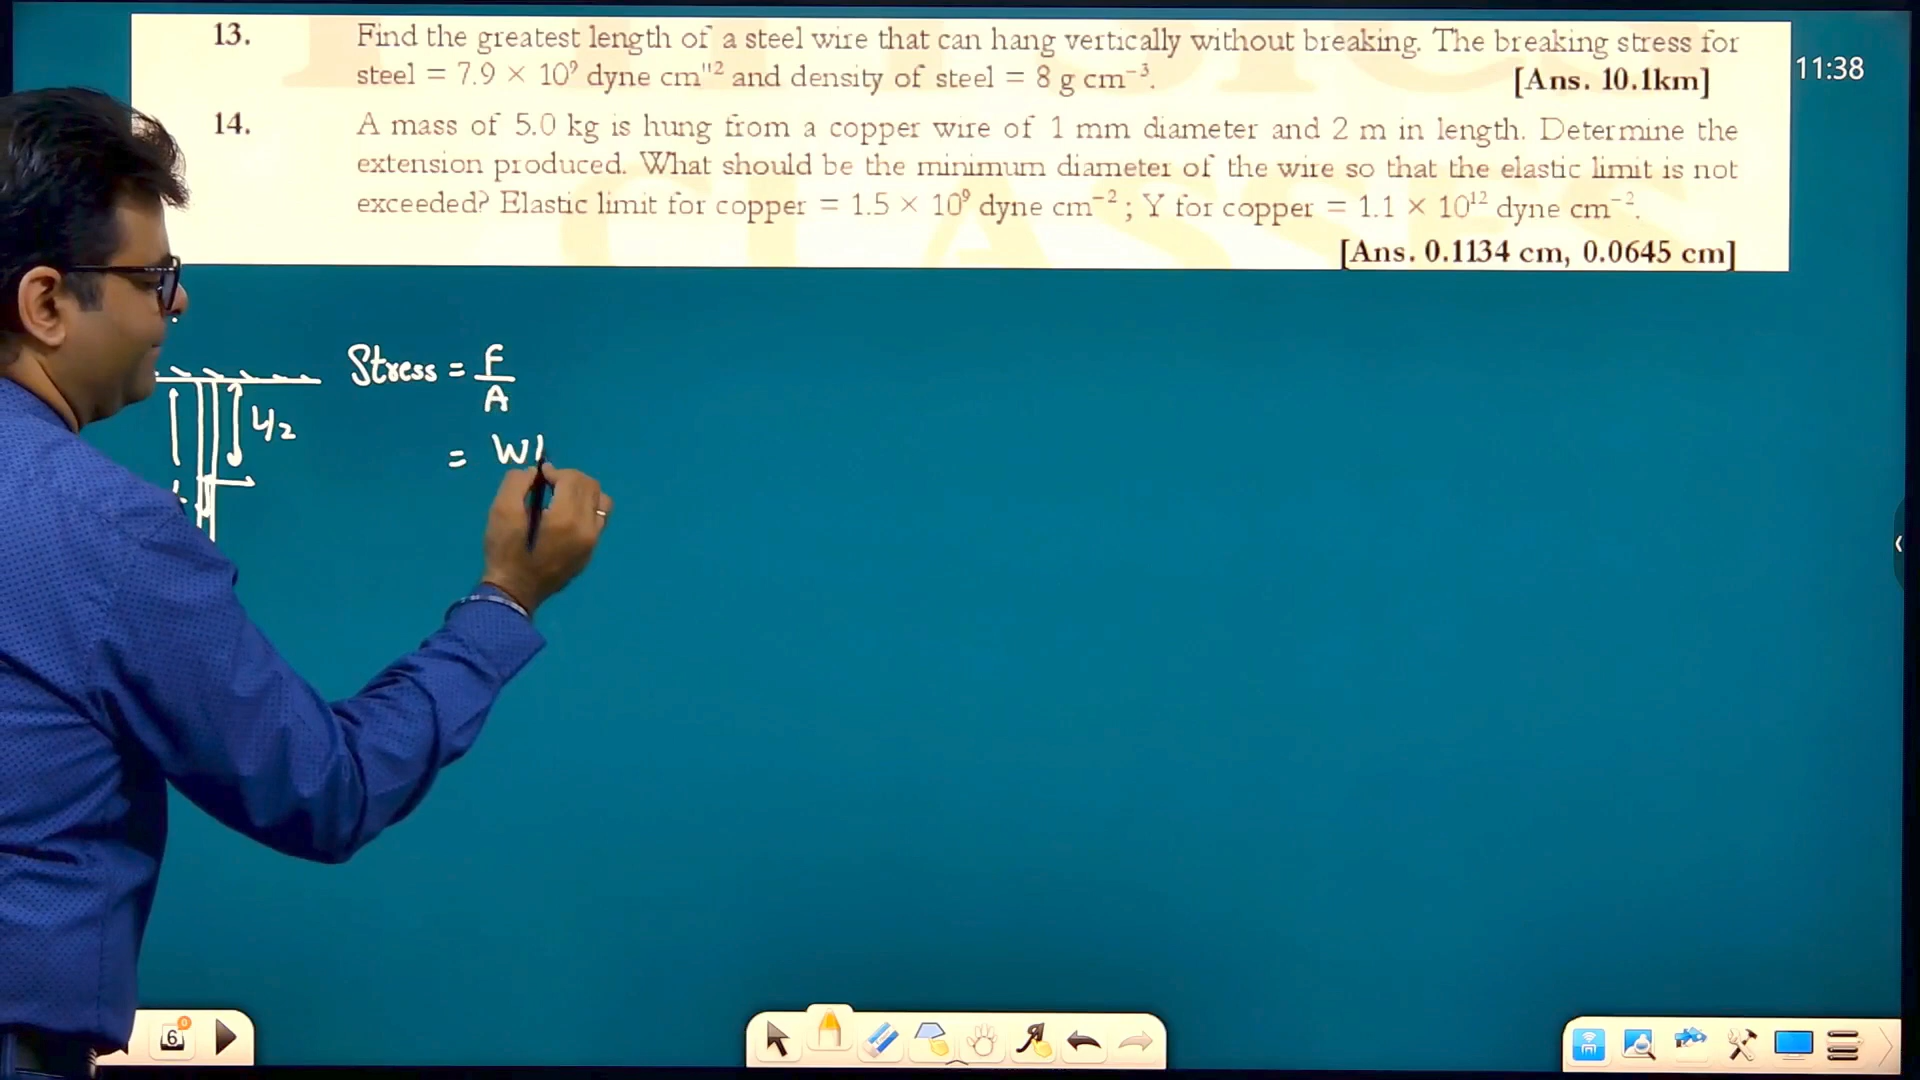 13. Find the greatest length of a steel wire that can hang vertically without breaking. The breaking stress for
steel = 7.9 × 10⁹ dyne cm"² and density of steel = 8 g cm⁻³. [Ans. 10.1km]
11:38
14. A mass of 5.0 kg is hung from a copper wire of 1 mm diameter and 2 m in length. Determine the
extension produced. What should be the minimum diameter of the wire so that the elastic limit is not
exceeded? Elastic limit for copper = 1.5 × 10⁹ dyne cm⁻² ; Y for copper = 1.1 × 10¹² dyne cm⁻².
[Ans. 0.1134 cm, 0.0645 cm]
CLASSES
Stress = F/A
L/2
= W
6
0